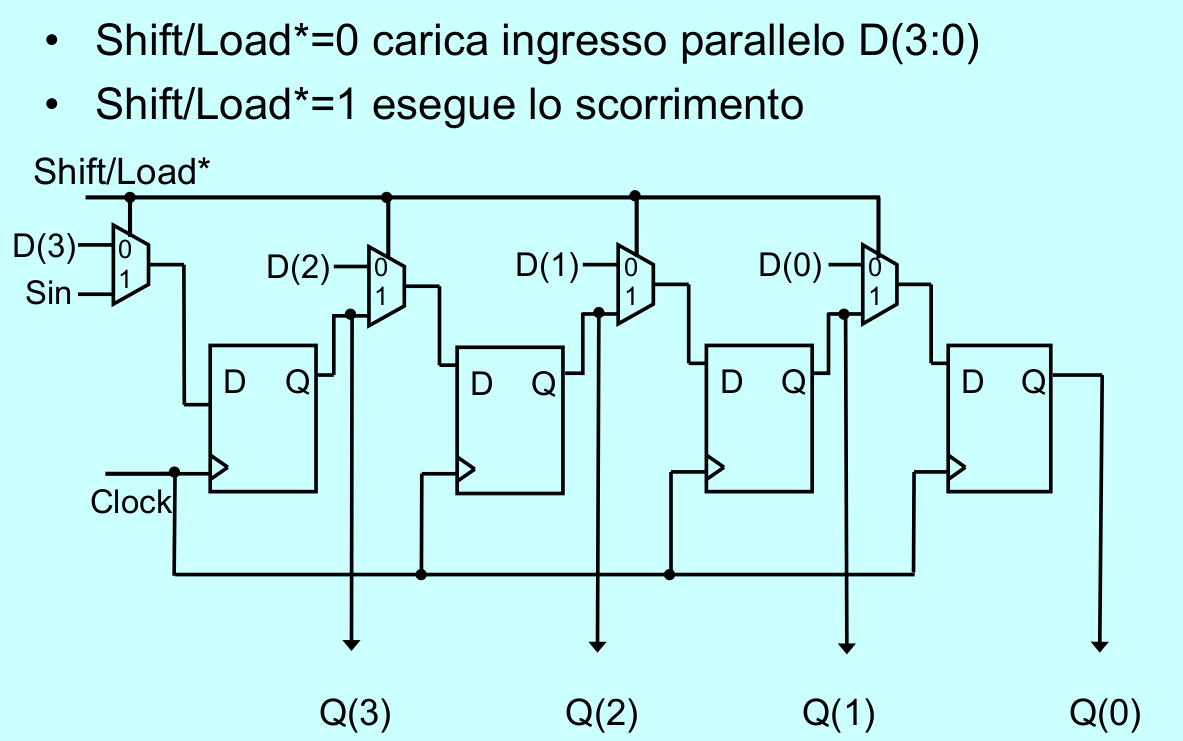 • Shift/Load*=0 carica ingresso parallelo D(3:0)
• Shift/Load*=1 esegue lo scorrimento
Shift/Load*
D(3) 0
Sin 1
D(2) 0
1
D(1) 0
1
D(0) 0
1
D Q
D Q
D Q
D Q
Clock
Q(3) Q(2) Q(1) Q(0)